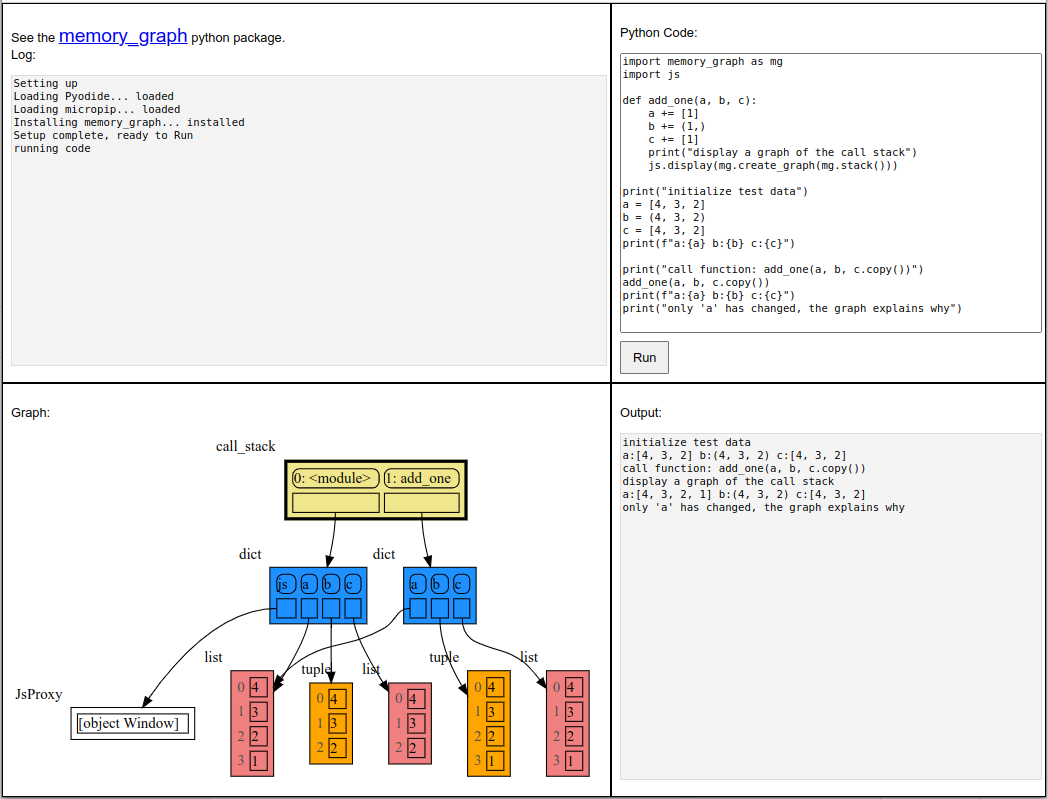 See the memory_graph python package.
Log:
Setting up
Loading Pyodide... loaded
Loading micropip... loaded
Installing memory_graph... installed
Setup complete, ready to Run
running code
Python Code:
import memory_graph as mg
import js

def add_one(a, b, c):
    a += [1]
    b += (1,)
    c += [1]
    print("display a graph of the call stack")
    js.display(mg.create_graph(mg.stack()))

print("initialize test data")
a = [4, 3, 2]
b = (4, 3, 2)
c = [4, 3, 2]
print(f"a:{a} b:{b} c:{c}")

print("call function: add_one(a, b, c.copy())")
add_one(a, b, c.copy())
print(f"a:{a} b:{b} c:{c}")
print("only 'a' has changed, the graph explains why")
Run
Graph:
call_stack
0: <module> 1: add_one
dict dict
js a b c a b c
list tuple list tuple list
JsProxy
[object Window]
0 4 0 4 0 4 0 4 0 4
1 3 1 3 1 3 1 3 1 3
2 2 2 2 2 2 2 2 2 2
3 1 3 1 3 1
Output:
initialize test data
a:[4, 3, 2] b:(4, 3, 2) c:[4, 3, 2]
call function: add_one(a, b, c.copy())
display a graph of the call stack
a:[4, 3, 2, 1] b:(4, 3, 2) c:[4, 3, 2]
only 'a' has changed, the graph explains why